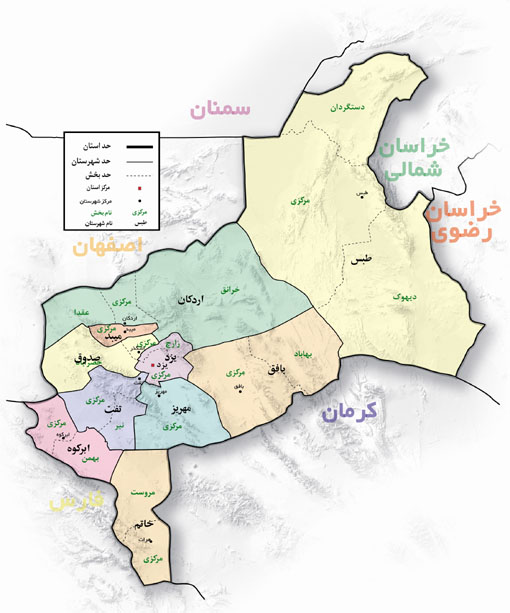 سمنان
خراسان
شمالی
خراسان
رضوی
اصفهان
کرمان
فارس
حد استان
حد شهرستان
حد بخش
مرکز استان
مرکز شهرستان
مرکزی
نام بخش
طبس
نام شهرستان
دستگردان
مرکزی
طبس
طبس
دیهوک
خرانق
اردکان
مرکزی
عقدا
اردکان
مرکزی
میبد
میبد
صدوق
مرکزی
زارچ
یزد
یزد
مرکزی
بهاباد
بافق
مرکزی
بافق
مرکزی
تفت
نیر
مهریز
مهریز
مرکزی
مرکزی
ابرکوه
ابرکوه
بهمن
مروست
خاتم
هرات
مرکزی